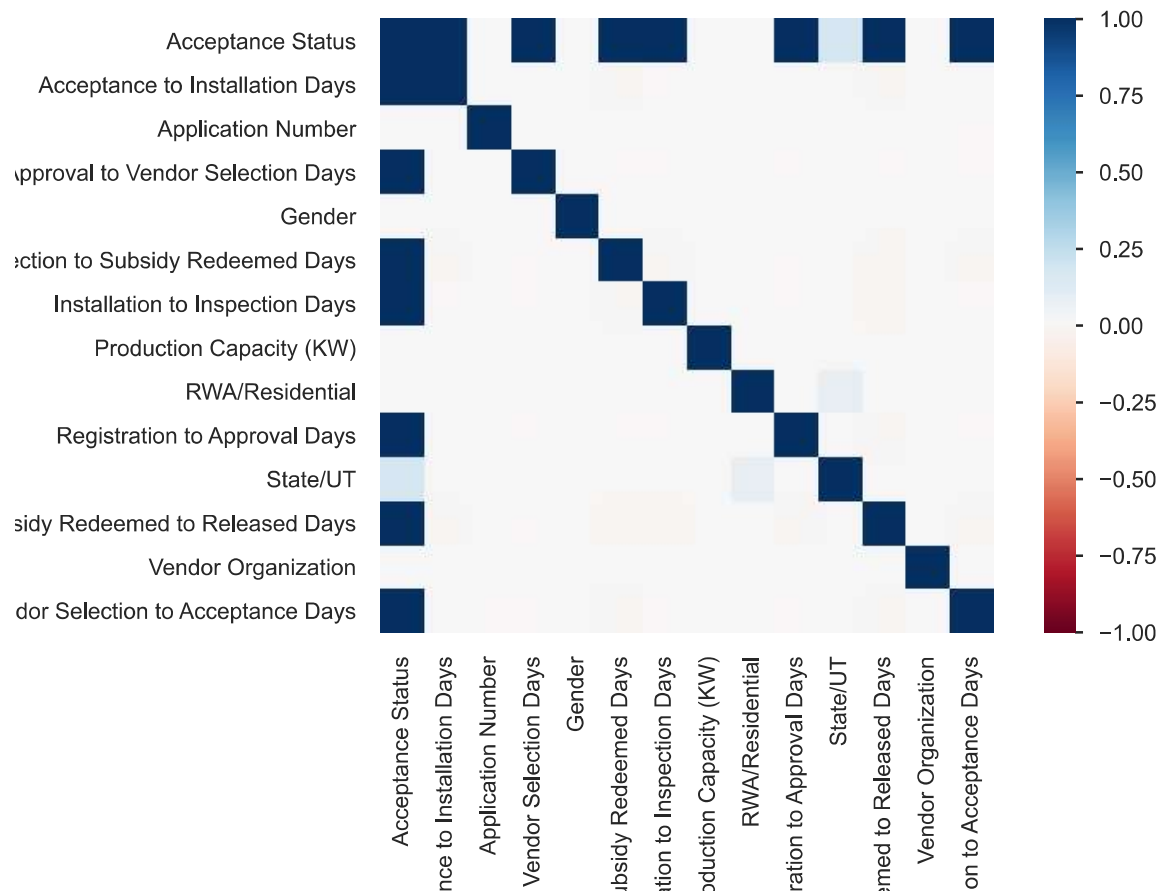 Acceptance Status
Acceptance to Installation Days
Application Number
Approval to Vendor Selection Days
Gender
ection to Subsidy Redeemed Days
Installation to Inspection Days
Production Capacity (KW)
RWA/Residential
Registration to Approval Days
State/UT
sidy Redeemed to Released Days
Vendor Organization
dor Selection to Acceptance Days
1.00
0.75
0.50
0.25
0.00
−0.25
−0.50
−0.75
−1.00
Acceptance Status
nce to Installation Days
Application Number
Vendor Selection Days
Gender
ubsidy Redeemed Days
ation to Inspection Days
oduction Capacity (KW)
RWA/Residential
ration to Approval Days
State/UT
emed to Released Days
Vendor Organization
on to Acceptance Days